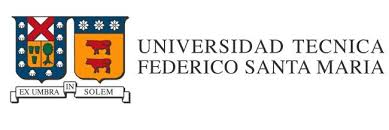 UNIVERSIDAD TECNICA
FEDERICO SANTA MARIA
EX UMBRA IN SOLEM